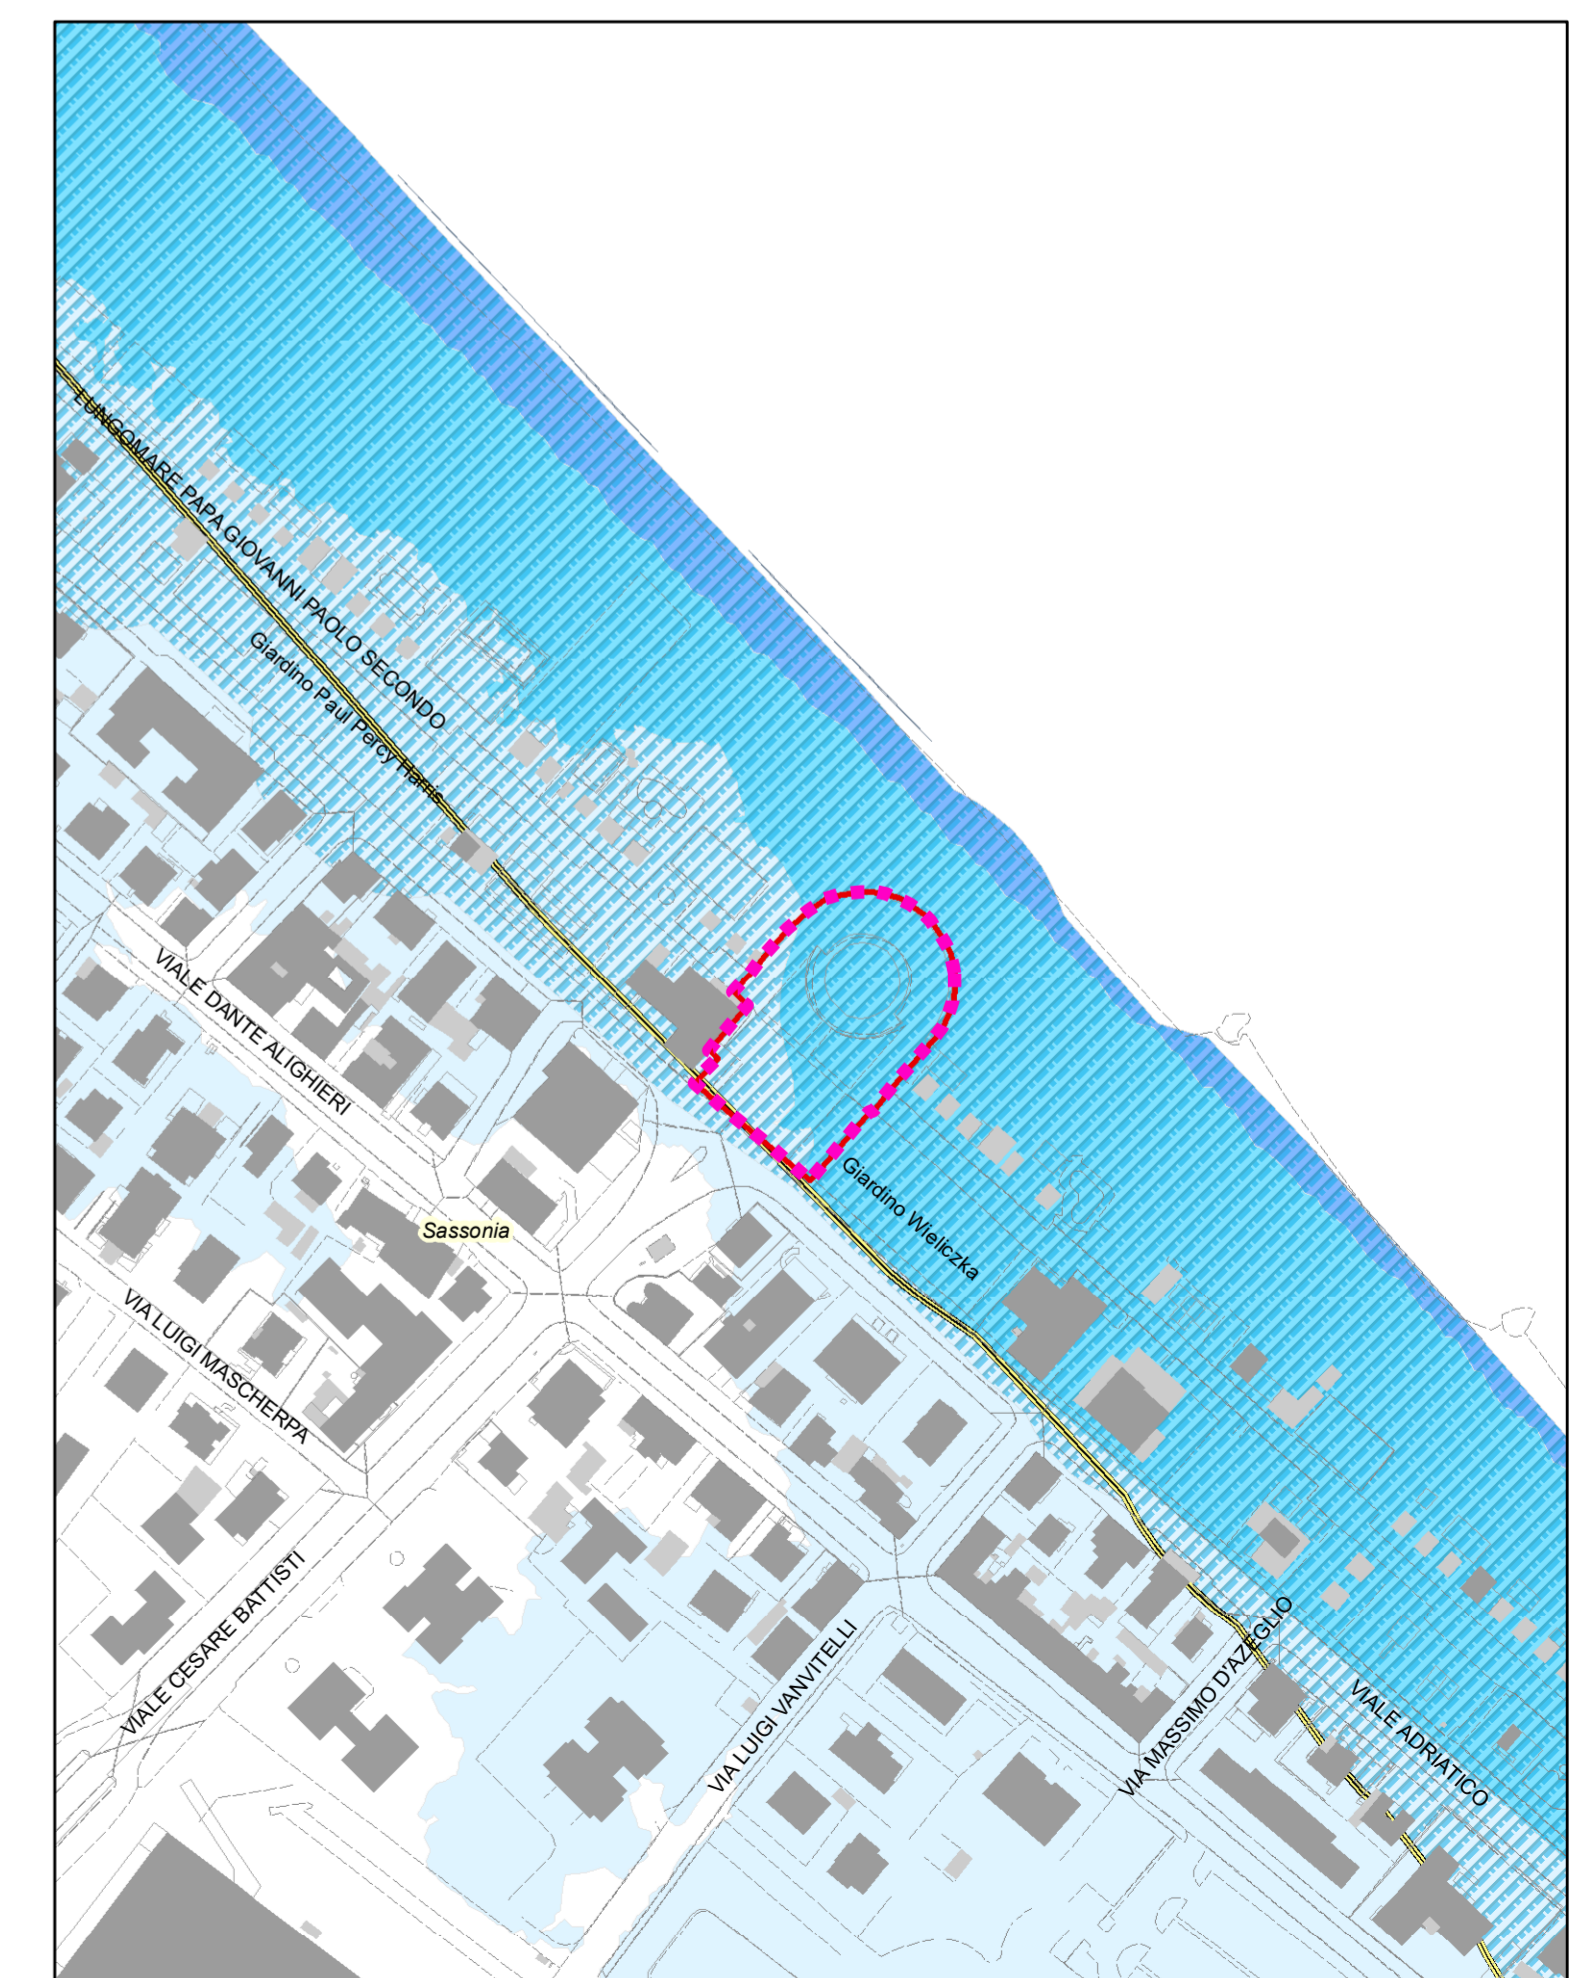 LUNGOMARE PAPA GIOVANNI PAOLO SECONDO
Giardino Paul Percy Harris
VIALE DANTE ALIGHIERI
Giardino Wieliczka
Sassonia
VIA LUIGI MASCHERPA
VIALE CESARE BATTISTI
VIA LUIGI VANVITELLI
VIA MASSIMO D'AZEGLIO
VIALE ADRIATICO